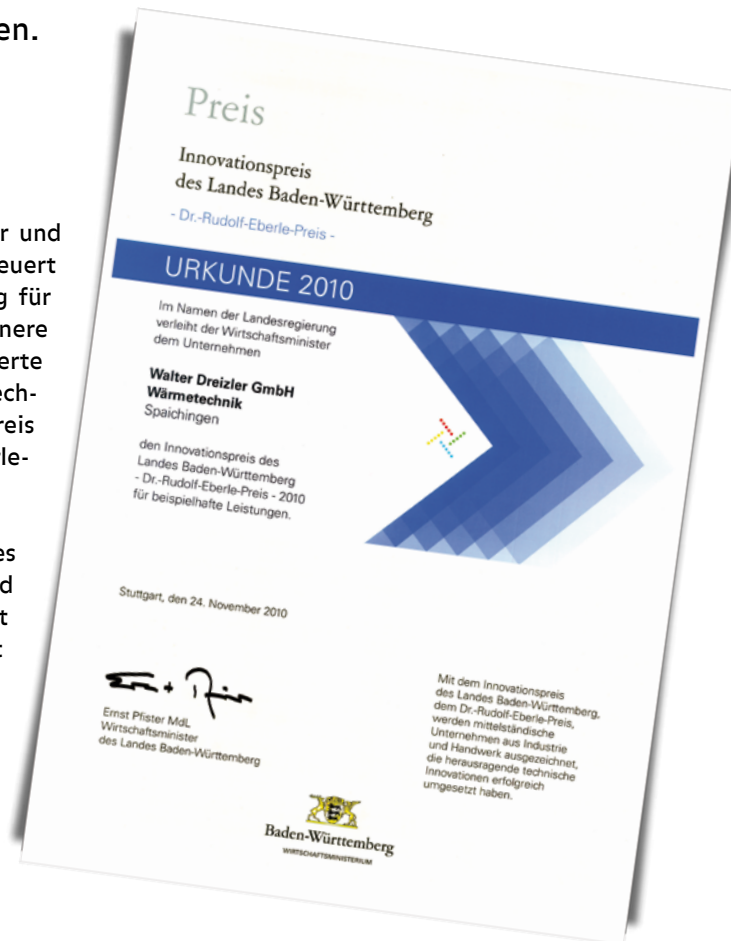 en.
r und
euert
g für
nere
erte
ech-
reis
rle-
es
d
t
t
Preis
Innovationspreis
des Landes Baden-Württemberg
- Dr.-Rudolf-Eberle-Preis -
URKUNDE 2010
Im Namen der Landesregierung
verleiht der Wirtschaftsminister
dem Unternehmen
Walter Dreizler GmbH
Wärmetechnik
Spaichingen
den Innovationspreis des
Landes Baden-Württemberg
- Dr.-Rudolf-Eberle-Preis - 2010
für beispielhafte Leistungen.
Stuttgart, den 24. November 2010
Ernst Pfister MdL
Wirtschaftsminister
des Landes Baden-Württemberg
Mit dem Innovationspreis
des Landes Baden-Württemberg,
dem Dr.-Rudolf-Eberle-Preis,
werden mittelständische
Unternehmen aus Industrie
und Handwerk ausgezeichnet,
die herausragende technische
Innovationen erfolgreich
umgesetzt haben.
Baden-Württemberg
WIRTSCHAFTSMINISTERIUM